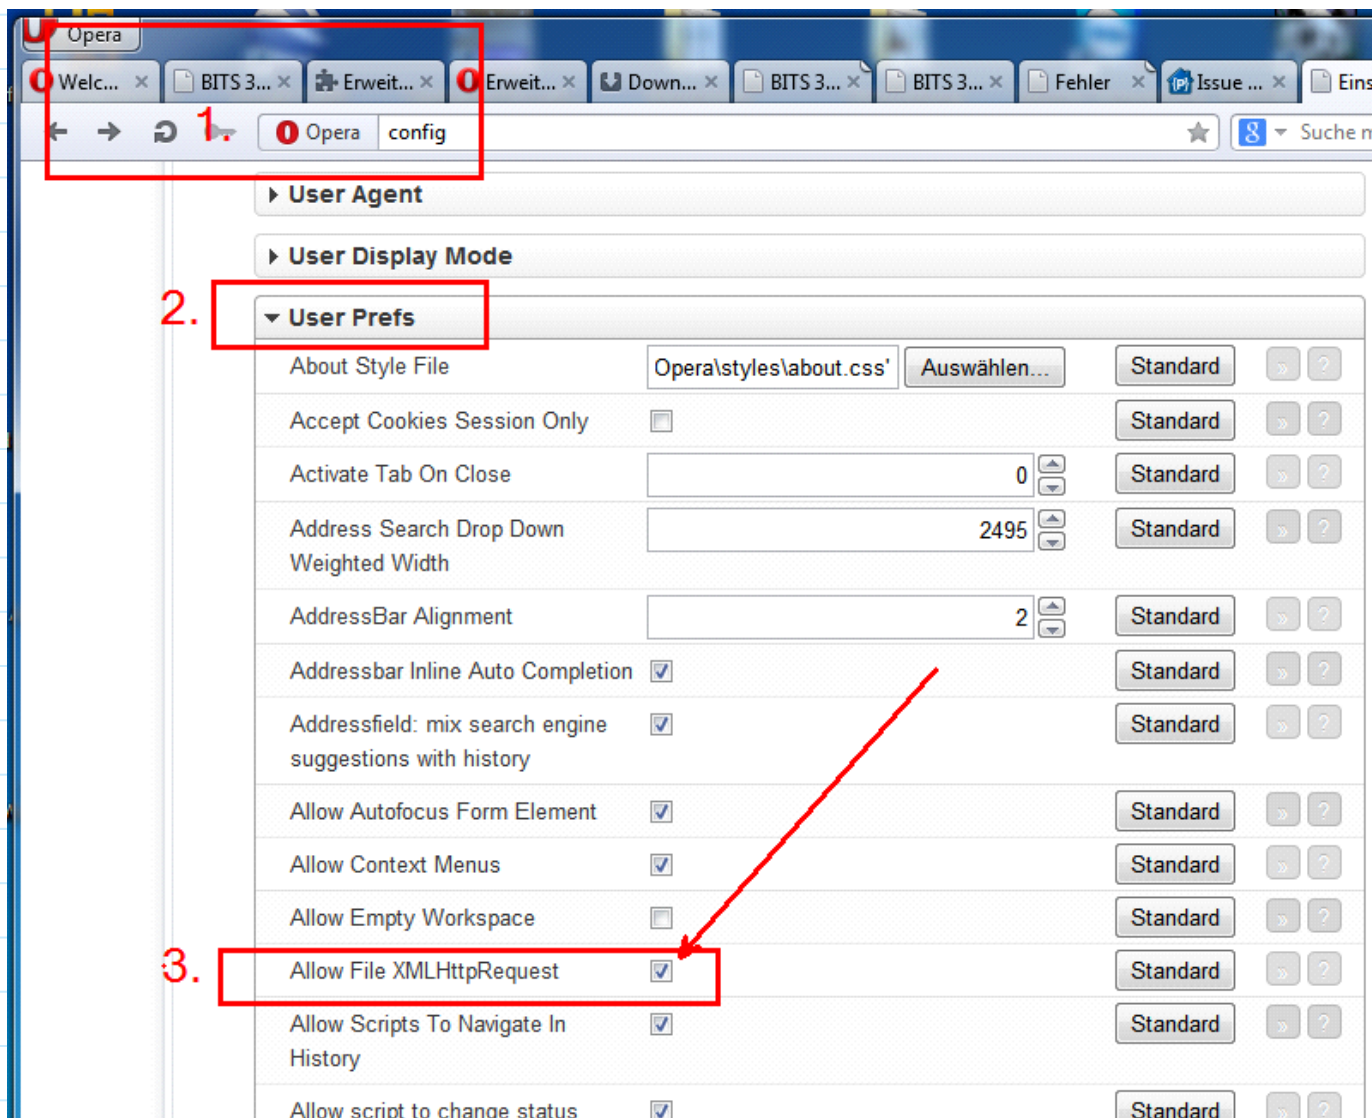 Opera
Welc... BITS 3... Erweit... Erweit... Down... BITS 3... BITS 3... Fehler Issue ... Eins
1. Opera config 8 Suche m
User Agent
User Display Mode
2. User Prefs
About Style File Opera\styles\about.css" Auswählen... Standard » ?
Accept Cookies Session Only Standard » ?
Activate Tab On Close 0 Standard » ?
Address Search Drop Down 2495 Standard » ?
Weighted Width
AddressBar Alignment 2 Standard » ?
Addressbar Inline Auto Completion Standard » ?
Addressfield: mix search engine Standard » ?
suggestions with history
Allow Autofocus Form Element Standard » ?
Allow Context Menus Standard » ?
Allow Empty Workspace Standard » ?
3. Allow File XMLHttpRequest Standard » ?
Allow Scripts To Navigate In Standard » ?
History
Allow script to change status Standard » ?